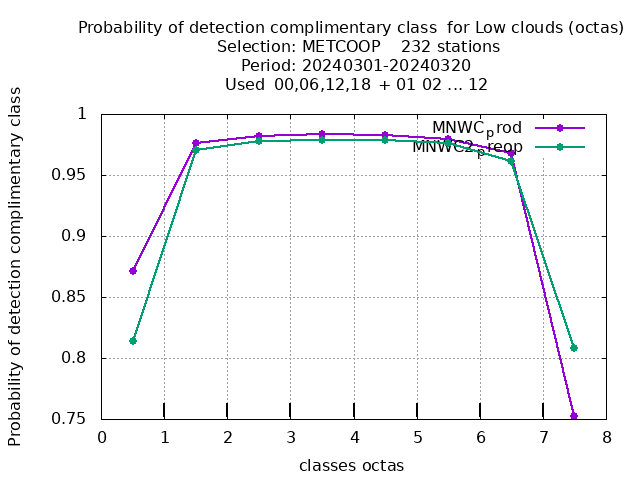 Probability of detection complimentary class  for Low clouds (octas)
Selection: METCOOP    232 stations
Period: 20240301-20240320
Used  00,06,12,18  + 01 02 ... 12
Probability of detection complimentary class
1
0.95
0.9
0.85
0.8
0.75
MNWC_prod
MNWC2_preop
0 1 2 3 4 5 6 7 8
classes octas